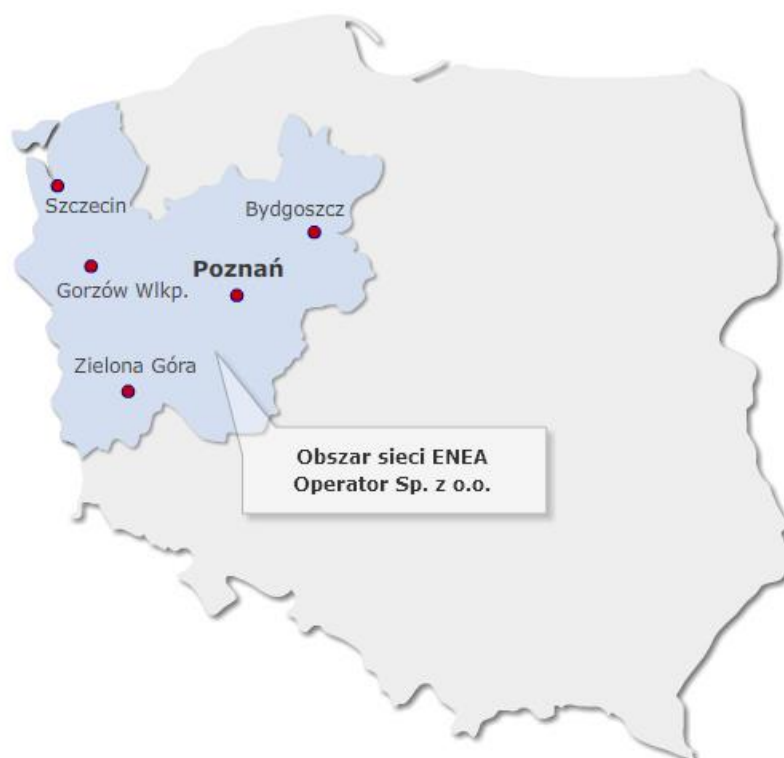 Szczecin
Bydgoszcz
Poznań
Gorzów Wlkp.
Zielona Góra
Obszar sieci ENEA
Operator Sp. z o.o.